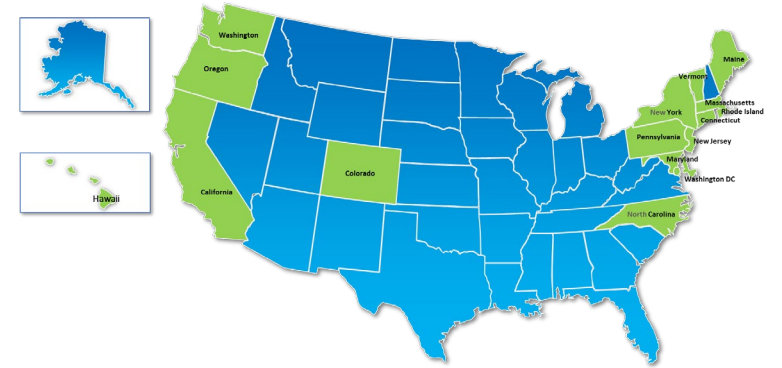 Washington
Maine
Oregon
Vermont
Massachusetts
New York
Rhode Island
Connecticut
Pennsylvania
New Jersey
Maryland
Colorado
Washington DC
California
Hawaii
North Carolina